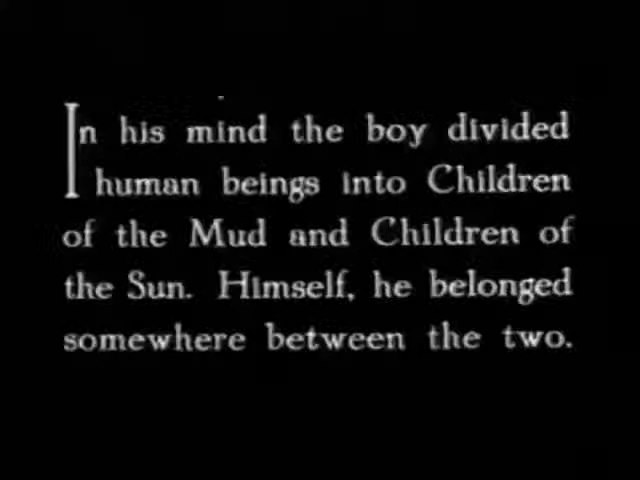 In his mind the boy divided
human beings into Children
of the Mud and Children of
the Sun. Himself, he belonged
somewhere between the two.